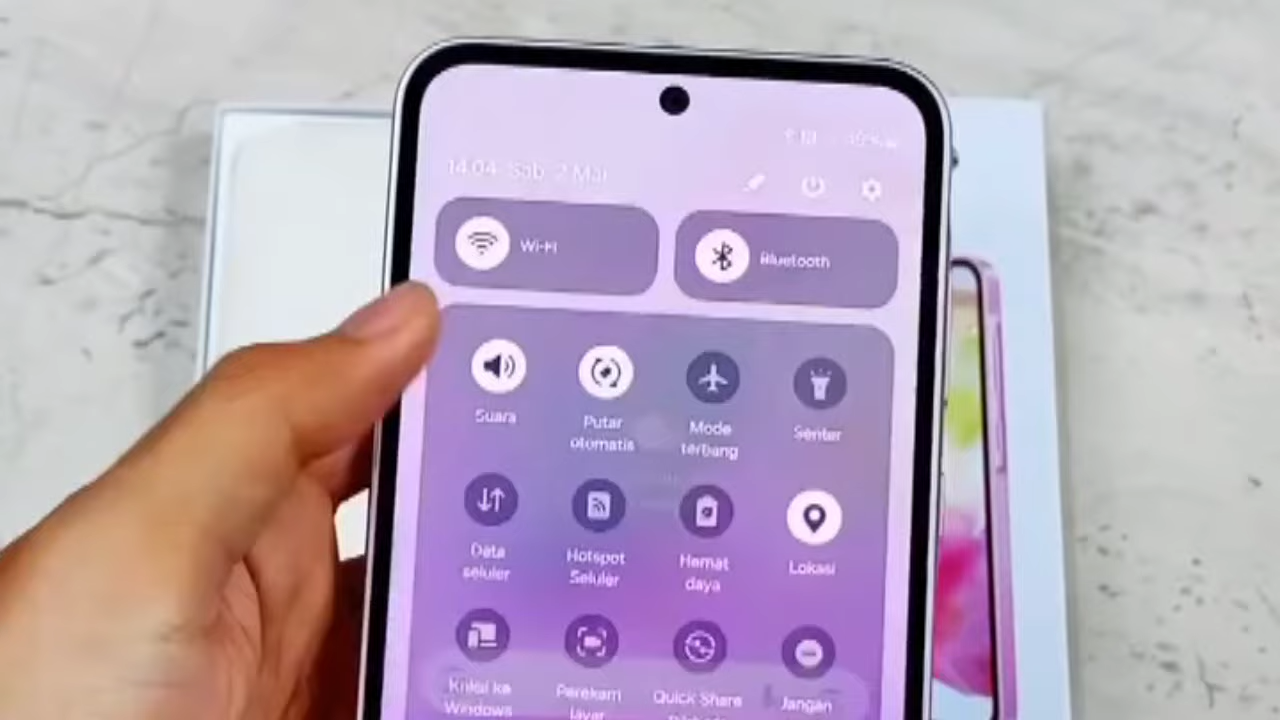 14.04 Sab, 2 Mar
Wi-Fi
Bluetooth
Suara
Putar
otomatis
Mode
terbang
Senter
Data
seluler
Hotspot
Seluler
Hemat
daya
Lokasi
Windows
Perekam
layar
Quick Share
Jangan